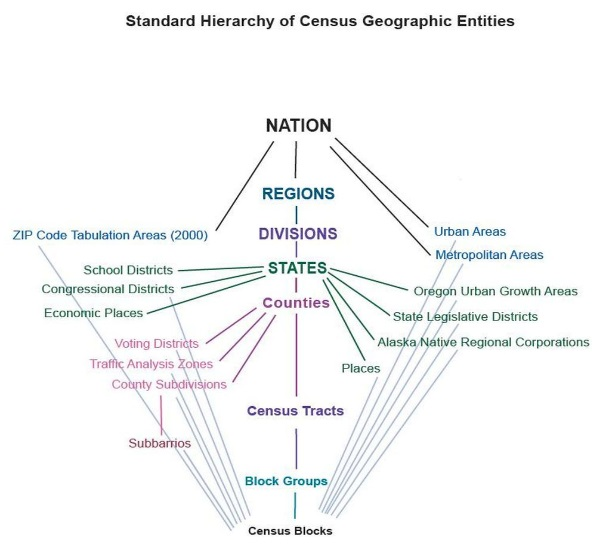 Standard Hierarchy of Census Geographic Entities
NATION
REGIONS
ZIP Code Tabulation Areas (2000)
DIVISIONS
Urban Areas
Metropolitan Areas
School Districts
STATES
Congressional Districts
Oregon Urban Growth Areas
Economic Places
Counties
State Legislative Districts
Voting Districts
Alaska Native Regional Corporations
Traffic Analysis Zones
Places
County Subdivisions
Census Tracts
Subbarrios
Block Groups
Census Blocks